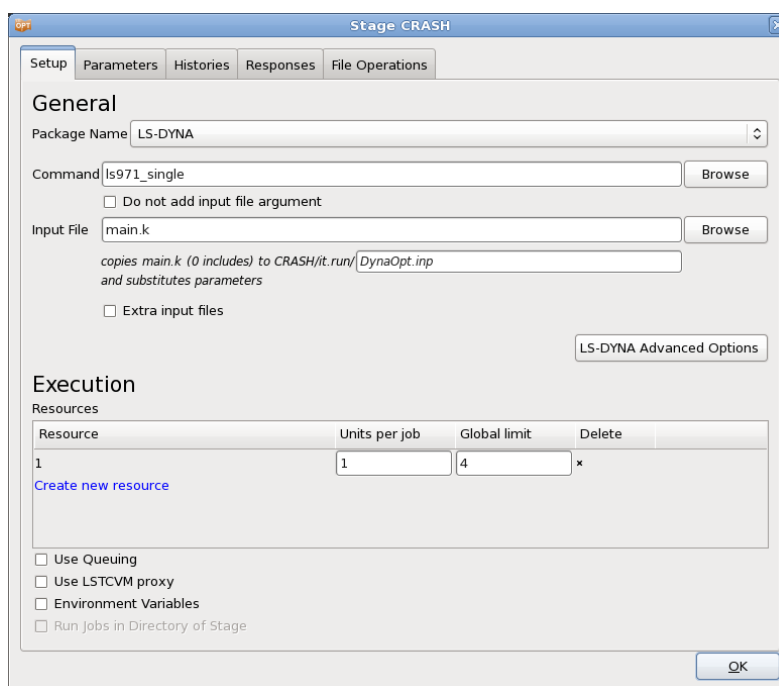 OPT
Stage CRASH
Setup Parameters Histories Responses File Operations
General
Package Name LS-DYNA
Command ls971_single Browse
Do not add input file argument
Input File main.k Browse
copies main.k (0 includes) to CRASH/it.run/ DynaOpt.inp
and substitutes parameters
Extra input files
LS-DYNA Advanced Options
Execution
Resources
Resource Units per job Global limit Delete
1 1 4 ×
Create new resource
Use Queuing
Use LSTCVM proxy
Environment Variables
Run Jobs in Directory of Stage
OK